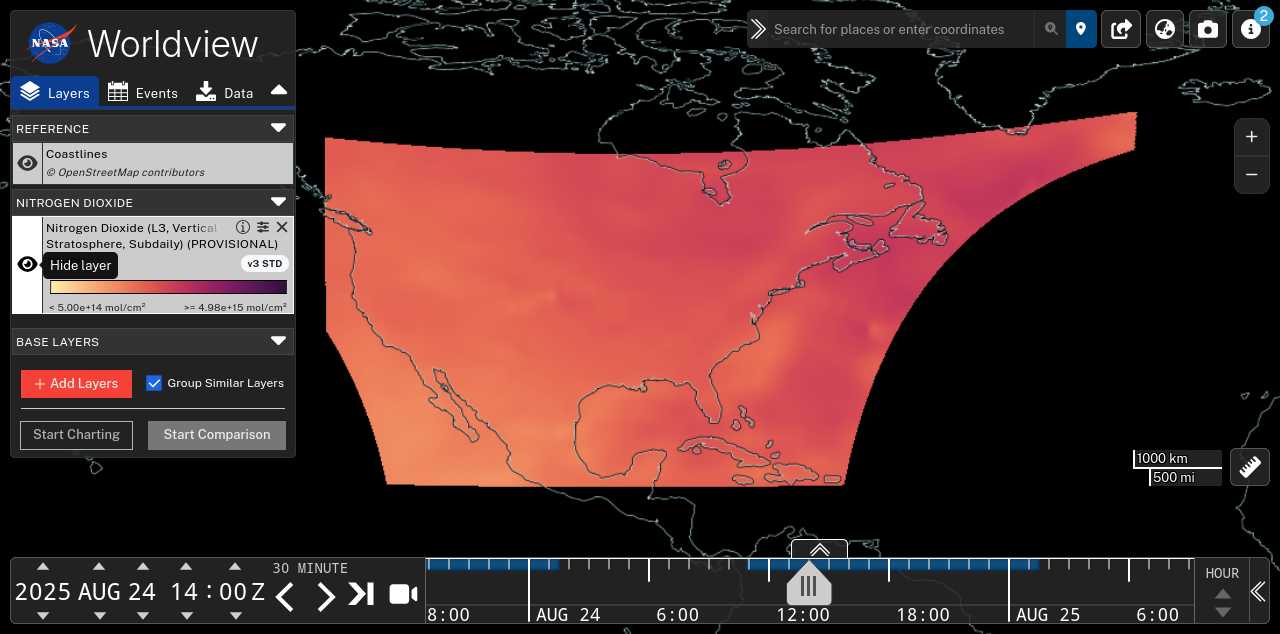 NASA
Worldview
Layers
Events
Data
REFERENCE
Coastlines
© OpenStreetMap contributors
NITROGEN DIOXIDE
Nitrogen Dioxide (L3, Vertical
Stratosphere, Subdaily) (PROVISIONAL)
Hide layer
v3 STD
< 5.00e+14 mol/cm²
>= 4.98e+15 mol/cm²
BASE LAYERS
+ Add Layers
Group Similar Layers
Start Charting
Start Comparison
Search for places or enter coordinates
2
+
−
1000 km
500 mi
2025 AUG 24 14 : 00 Z
30 MINUTE
8:00
AUG 24
6:00
12:00
18:00
AUG 25
6:00
HOUR